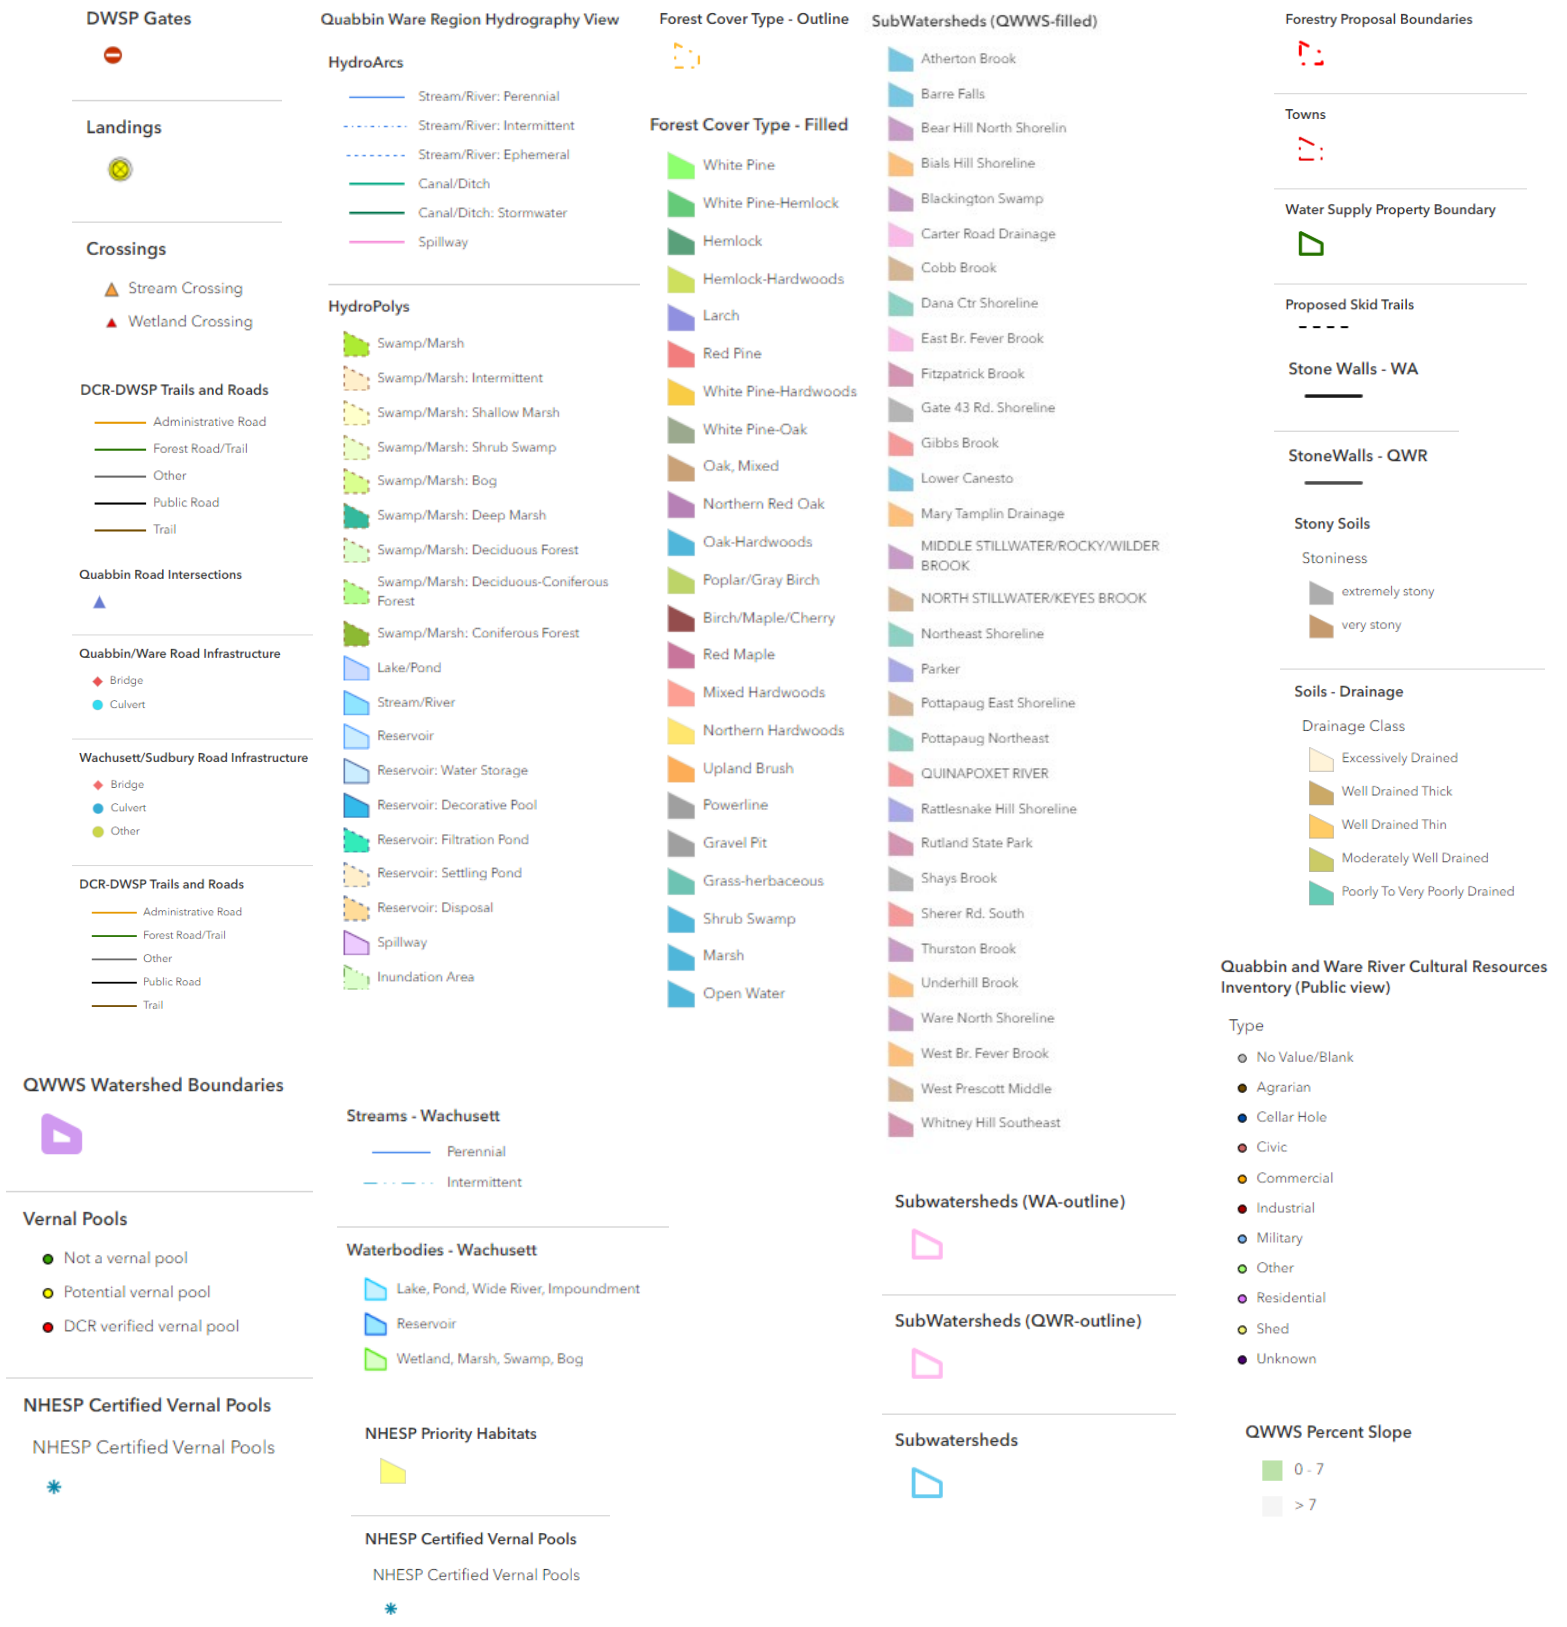 DWSP Gates
Landings
Crossings
Stream Crossing
Wetland Crossing
DCR-DWSP Trails and Roads
Administrative Road
Forest Road/Trail
Other
Public Road
Trail
Quabbin Road Intersections
Quabbin/Ware Road Infrastructure
Bridge
Culvert
Wachusett/Sudbury Road Infrastructure
Bridge
Culvert
Other
DCR-DWSP Trails and Roads
Administrative Road
Forest Road/Trail
Other
Public Road
Trail
QWWS Watershed Boundaries
Vernal Pools
Not a vernal pool
Potential vernal pool
DCR verified vernal pool
NHESP Certified Vernal Pools
NHESP Certified Vernal Pools
Quabbin Ware Region Hydrography View
HydroArcs
Stream/River: Perennial
Stream/River: Intermittent
Stream/River: Ephemeral
Canal/Ditch
Canal/Ditch: Stormwater
Spillway
HydroPolys
Swamp/Marsh
Swamp/Marsh: Intermittent
Swamp/Marsh: Shallow Marsh
Swamp/Marsh: Shrub Swamp
Swamp/Marsh: Bog
Swamp/Marsh: Deep Marsh
Swamp/Marsh: Deciduous Forest
Swamp/Marsh: Deciduous-Coniferous
Forest
Swamp/Marsh: Coniferous Forest
Lake/Pond
Stream/River
Reservoir
Reservoir: Water Storage
Reservoir: Decorative Pool
Reservoir: Filtration Pond
Reservoir: Settling Pond
Reservoir: Disposal
Spillway
Inundation Area
Streams - Wachusett
Perennial
Intermittent
Waterbodies - Wachusett
Lake, Pond, Wide River, Impoundment
Reservoir
Wetland, Marsh, Swamp, Bog
NHESP Priority Habitats
NHESP Certified Vernal Pools
NHESP Certified Vernal Pools
Forest Cover Type - Outline
Forest Cover Type - Filled
White Pine
White Pine-Hemlock
Hemlock
Hemlock-Hardwoods
Larch
Red Pine
White Pine-Hardwoods
White Pine-Oak
Oak, Mixed
Northern Red Oak
Oak-Hardwoods
Poplar/Gray Birch
Birch/Maple/Cherry
Red Maple
Mixed Hardwoods
Northern Hardwoods
Upland Brush
Powerline
Gravel Pit
Grass-herbaceous
Shrub Swamp
Marsh
Open Water
SubWatersheds (QWWS-filled)
Atherton Brook
Barre Falls
Bear Hill North Shorelin
Bials Hill Shoreline
Blackington Swamp
Carter Road Drainage
Cobb Brook
Dana Ctr Shoreline
East Br. Fever Brook
Fitzpatrick Brook
Gate 43 Rd. Shoreline
Gibbs Brook
Lower Canesto
Mary Tamplin Drainage
MIDDLE STILLWATER/ROCKY/WILDER
BROOK
NORTH STILLWATER/KEYES BROOK
Northeast Shoreline
Parker
Pottapaug East Shoreline
Pottapaug Northeast
QUINAPOXET RIVER
Rattlesnake Hill Shoreline
Rutland State Park
Shays Brook
Sherer Rd. South
Thurston Brook
Underhill Brook
Ware North Shoreline
West Br. Fever Brook
West Prescott Middle
Whitney Hill Southeast
Subwatersheds (WA-outline)
SubWatersheds (QWR-outline)
Subwatersheds
Forestry Proposal Boundaries
Towns
Water Supply Property Boundary
Proposed Skid Trails
Stone Walls - WA
StoneWalls - QWR
Stony Soils
Stoniness
extremely stony
very stony
Soils - Drainage
Drainage Class
Excessively Drained
Well Drained Thick
Well Drained Thin
Moderately Well Drained
Poorly To Very Poorly Drained
Quabbin and Ware River Cultural Resources
Inventory (Public view)
Type
No Value/Blank
Agrarian
Cellar Hole
Civic
Commercial
Industrial
Military
Other
Residential
Shed
Unknown
QWWS Percent Slope
0 - 7
> 7